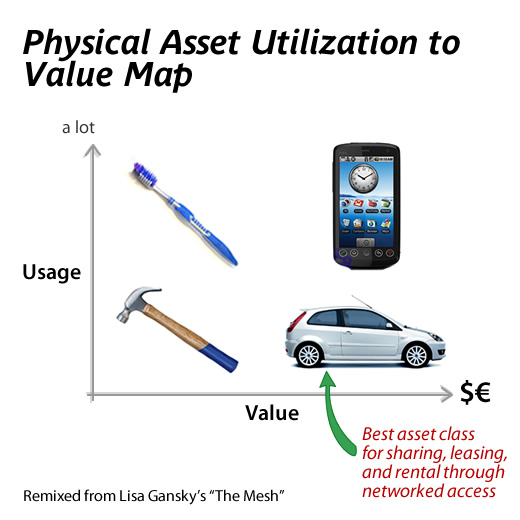 Physical Asset Utilization to
Value Map
a lot
Usage
Value
$€
Best asset class
for sharing, leasing,
and rental through
networked access
Remixed from Lisa Gansky's “The Mesh”